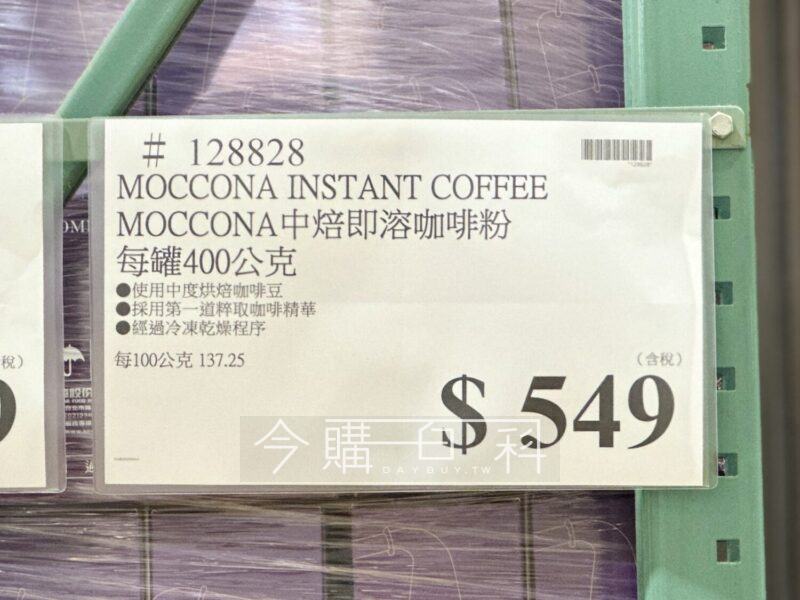 # 128828
"128828"
MOCCONA INSTANT COFFEE
MOCCONA中焙即溶咖啡粉
每罐400公克
●使用中度烘焙咖啡豆
●採用第一道粹取咖啡精華
●經過冷凍乾燥程序
每100公克 137.25
(含稅)
$ 549
今購百科
DAYBUY.TW
稅)